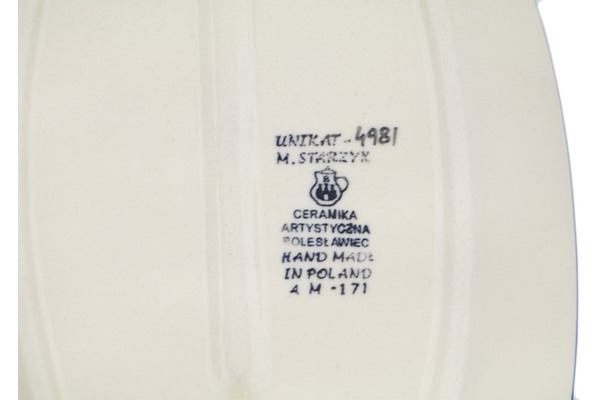 UNIKAT-4981
M. STARZYK
CERAMIKA
ARTYSTYCZNA
BOLESŁAWIEC
HAND MADE
IN POLAND
A M -171